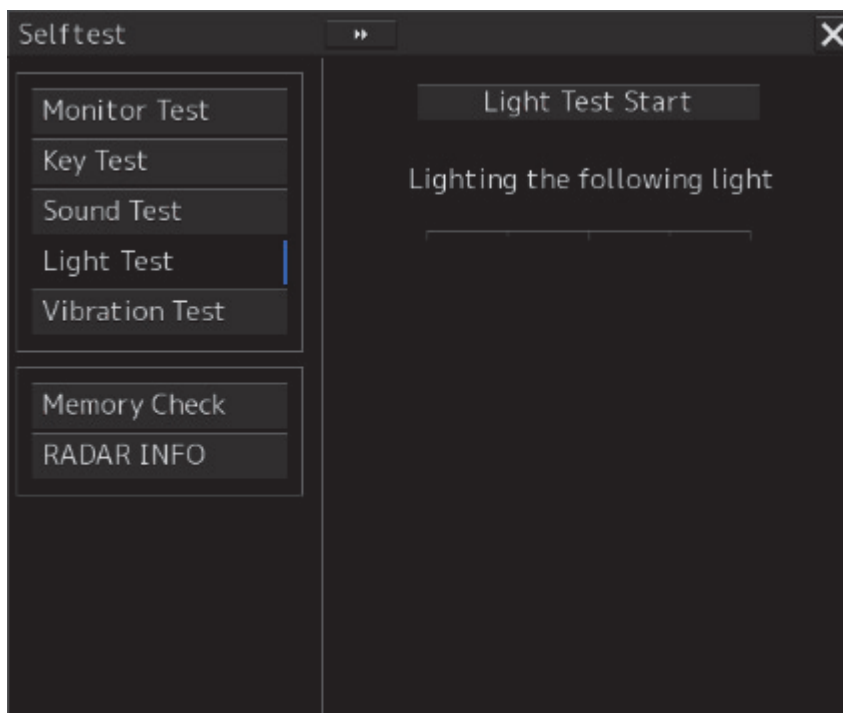 Selftest
Monitor Test
Key Test
Sound Test
Light Test
Vibration Test
Memory Check
RADAR INFO
Light Test Start
Lighting the following light